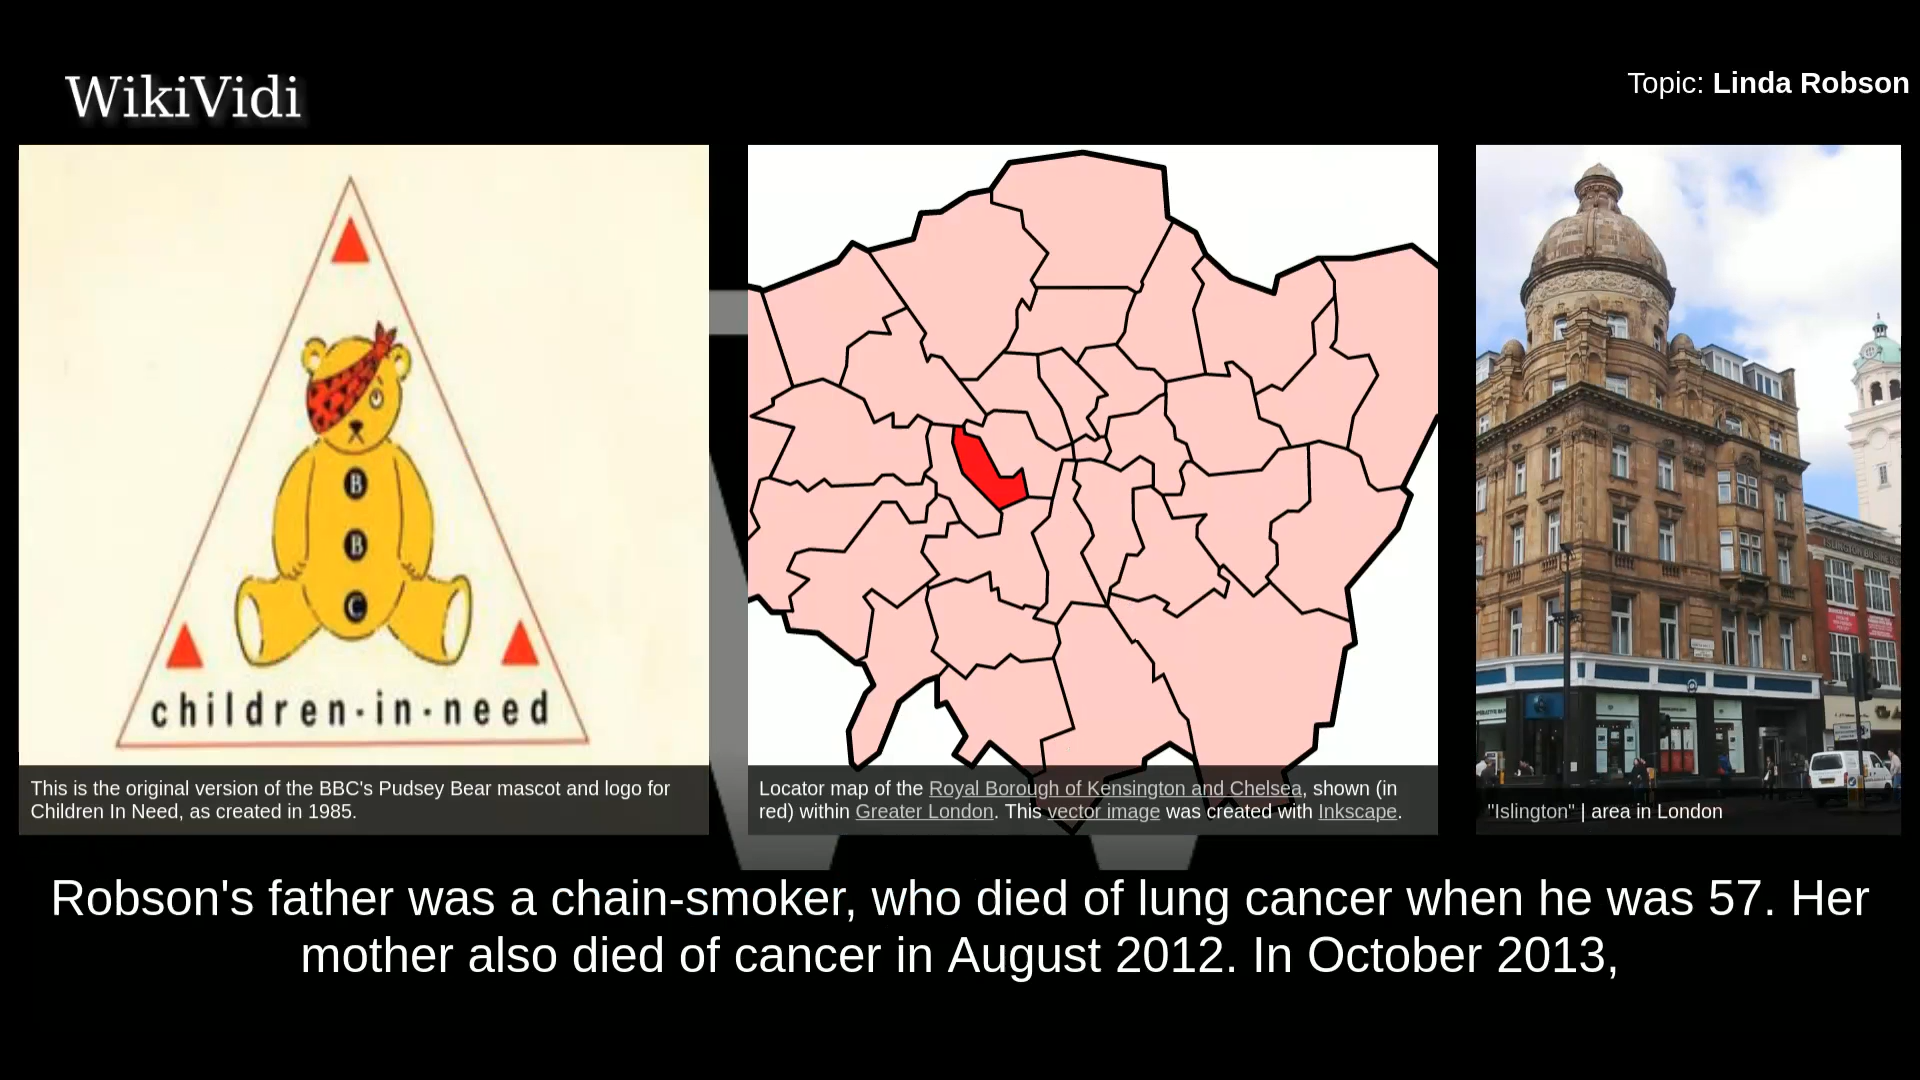 WikiVidi
Topic: Linda Robson
B
B
C
children-in-need
This is the original version of the BBC's Pudsey Bear mascot and logo for
Children In Need, as created in 1985.
Locator map of the Royal Borough of Kensington and Chelsea, shown (in
red) within Greater London. This vector image was created with Inkscape.
"Islington" | area in London
Robson's father was a chain-smoker, who died of lung cancer when he was 57. Her
mother also died of cancer in August 2012. In October 2013,